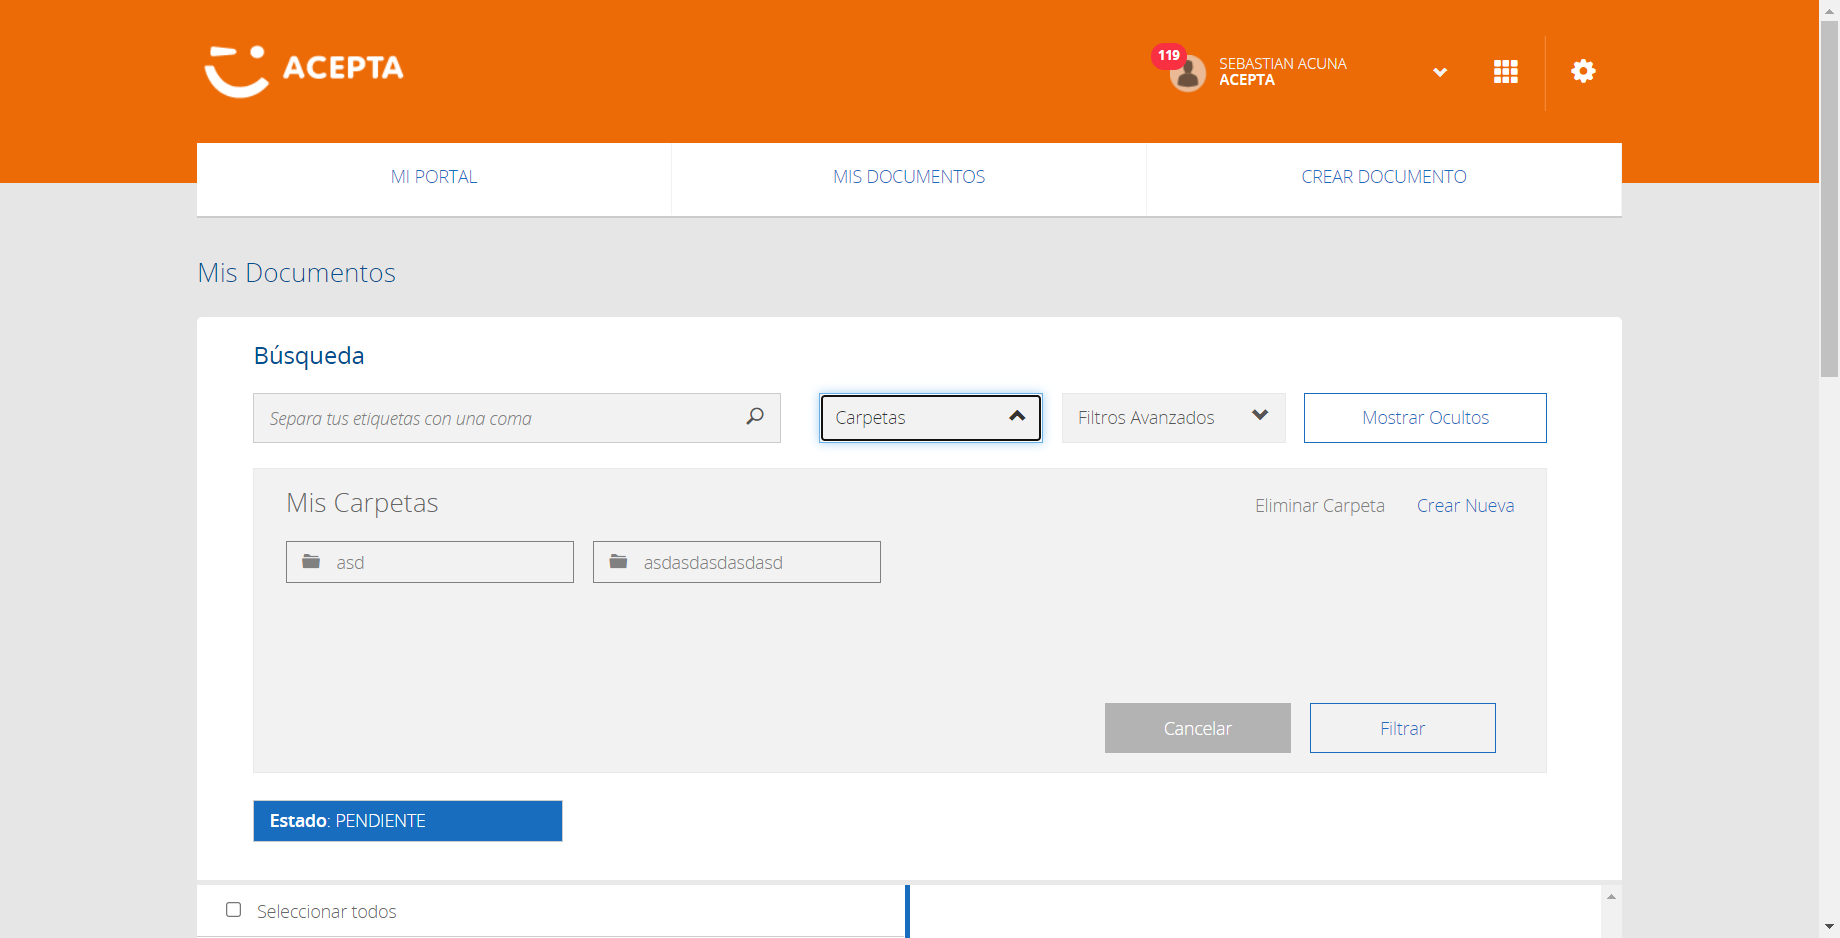 ACEPTA
119
SEBASTIAN ACUNA
ACEPTA
MI PORTAL
MIS DOCUMENTOS
CREAR DOCUMENTO
Mis Documentos
Búsqueda
Separa tus etiquetas con una coma
Carpetas
Filtros Avanzados
Mostrar Ocultos
Mis Carpetas
Eliminar Carpeta
Crear Nueva
asd
asdasdasdasdasd
Cancelar
Filtrar
Estado: PENDIENTE
Seleccionar todos